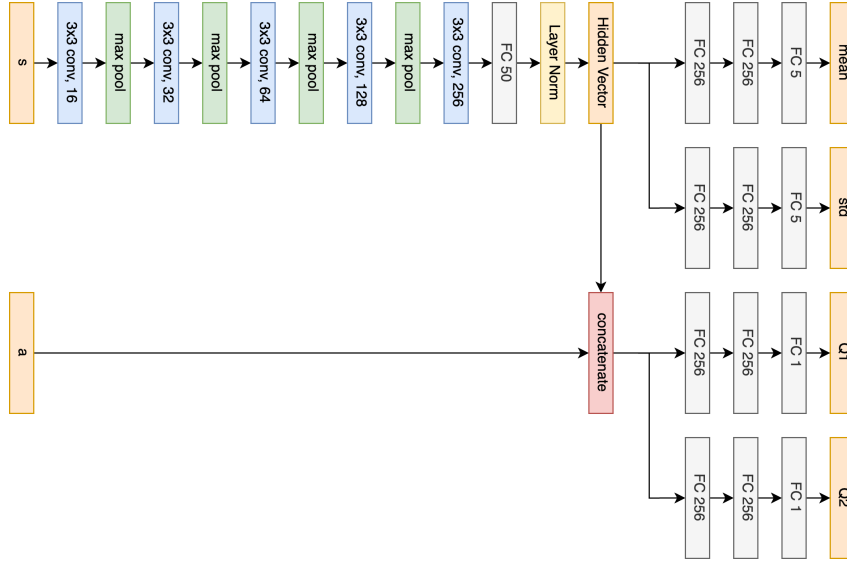 s
3x3 conv, 16
max pool
3x3 conv, 32
max pool
3x3 conv, 64
max pool
3x3 conv, 128
max pool
3x3 conv, 256
FC 50
Layer Norm
Hidden Vector
FC 256
FC 256
FC 5
mean
FC 256
FC 256
FC 5
std
a
concatenate
FC 256
FC 256
FC 1
Q1
FC 256
FC 256
FC 1
Q2